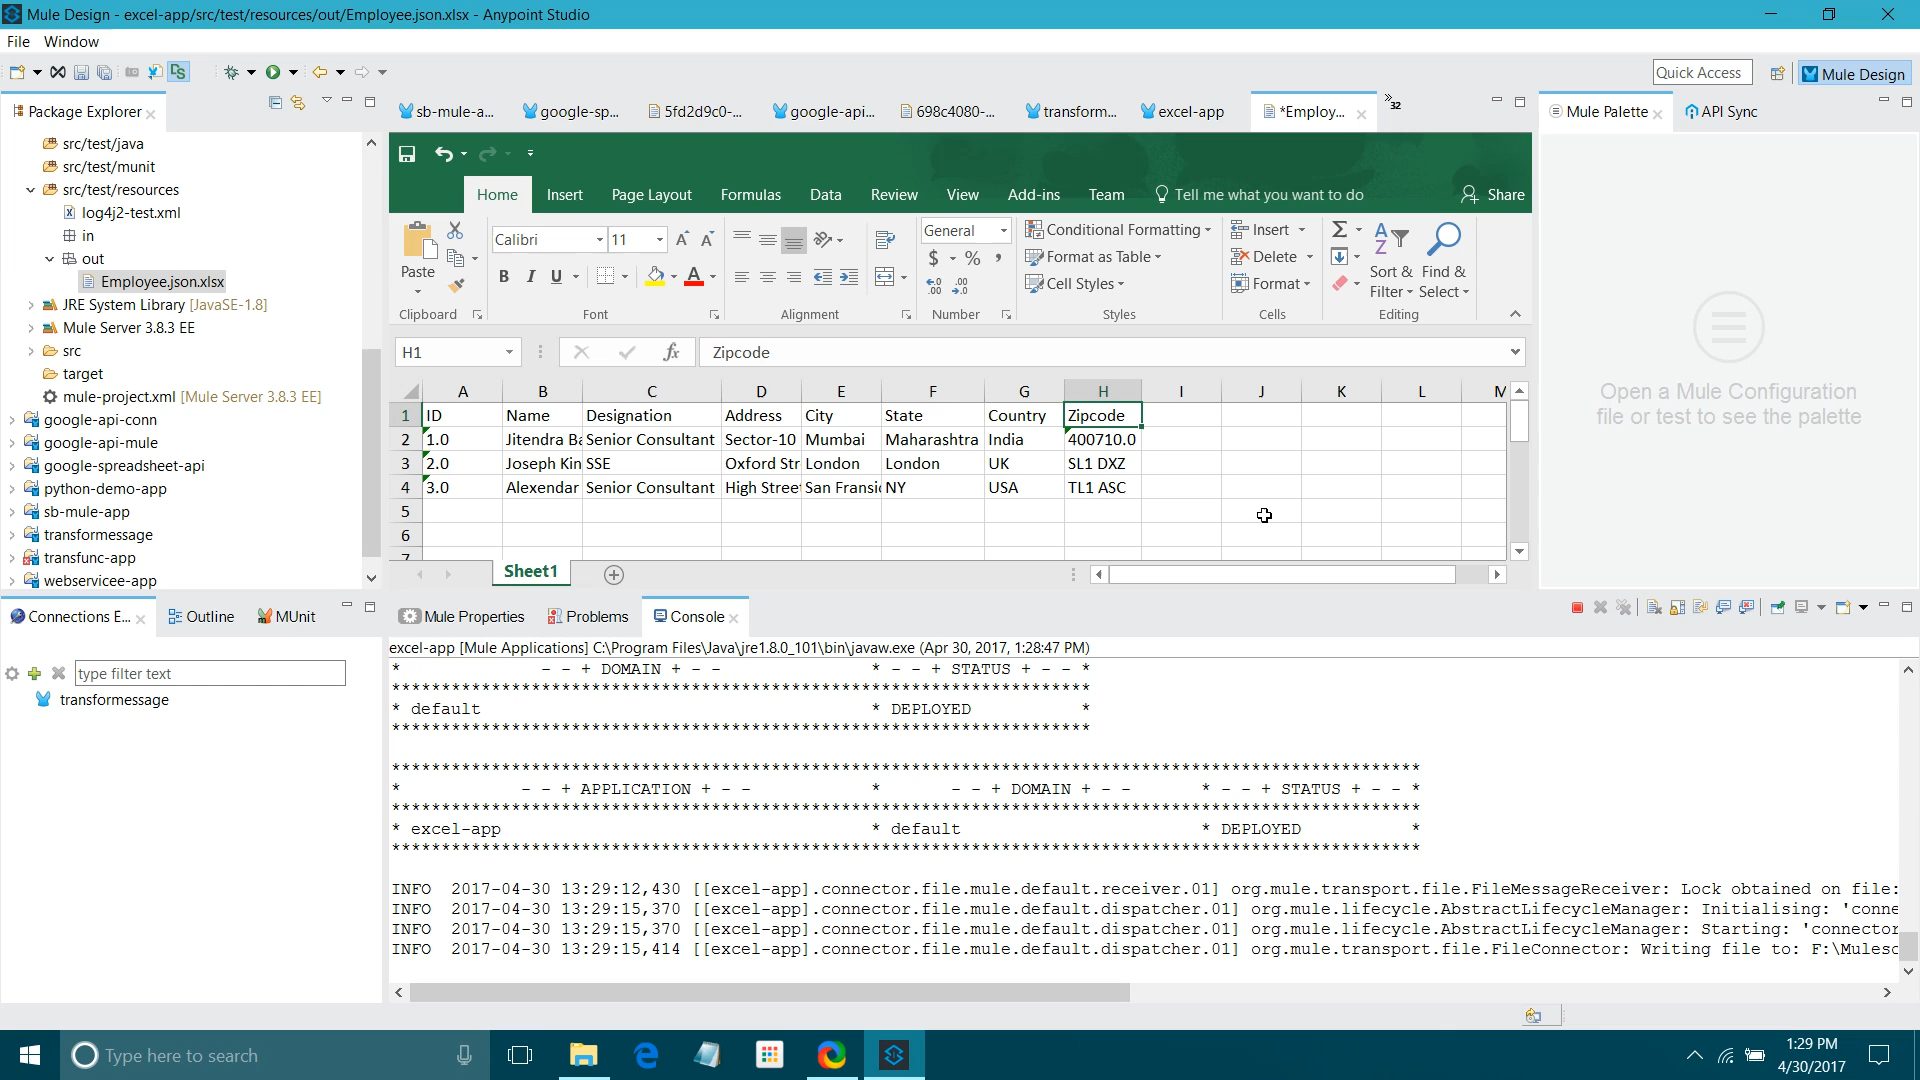 Mule Design - excel-app/src/test/resources/out/Employee.json.xlsx - Anypoint Studio
File Window
Quick Access
Mule Design
Package Explorer
src/test/java
src/test/munit
src/test/resources
log4j2-test.xml
in
out
Employee.json.xlsx
JRE System Library [JavaSE-1.8]
Mule Server 3.8.3 EE
src
target
mule-project.xml [Mule Server 3.8.3 EE]
google-api-conn
google-api-mule
google-spreadsheet-api
python-demo-app
sb-mule-app
transformessage
transfunc-app
webservicee-app
sb-mule-a... google-sp... 5fd2d9c0-... google-api... 698c4080-... transform... excel-app *Employ... »32
Home Insert Page Layout Formulas Data Review View Add-ins Team Tell me what you want to do Share
Paste
Calibri 11
B I U
General
$ % ,
Conditional Formatting
Format as Table
Cell Styles
Insert
Delete
Format
Sort & Filter
Find & Select
Clipboard Font Alignment Number Styles Cells Editing
H1 fx Zipcode
A B C D E F G H I J K L M
1 ID Name Designation Address City State Country Zipcode
2 1.0 Jitendra Ba Senior Consultant Sector-10 Mumbai Maharashtra India 400710.0
3 2.0 Joseph Kin SSE Oxford Str London London UK SL1 DXZ
4 3.0 Alexendar Senior Consultant High Street San Fransi NY USA TL1 ASC
5
6
7
Sheet1
Mule Palette API Sync
Open a Mule Configuration
file or test to see the palette
Connections E... Outline MUnit
type filter text
transformessage
Mule Properties Problems Console
excel-app [Mule Applications] C:\Program Files\Java\jre1.8.0_101\bin\javaw.exe (Apr 30, 2017, 1:28:47 PM)
* - - + DOMAIN + - - * - - + STATUS + - - *
**********************************************************************
* default * DEPLOYED *
**********************************************************************
*******************************************************************************************************
* - - + APPLICATION + - - * - - + DOMAIN + - - * - - + STATUS + - - *
*******************************************************************************************************
* excel-app * default * DEPLOYED *
*******************************************************************************************************
INFO 2017-04-30 13:29:12,430 [[excel-app].connector.file.mule.default.receiver.01] org.mule.transport.file.FileMessageReceiver: Lock obtained on file:
INFO 2017-04-30 13:29:15,370 [[excel-app].connector.file.mule.default.dispatcher.01] org.mule.lifecycle.AbstractLifecycleManager: Initialising: 'conne
INFO 2017-04-30 13:29:15,370 [[excel-app].connector.file.mule.default.dispatcher.01] org.mule.lifecycle.AbstractLifecycleManager: Starting: 'connector
INFO 2017-04-30 13:29:15,414 [[excel-app].connector.file.mule.default.dispatcher.01] org.mule.transport.file.FileConnector: Writing file to: F:\Mulesc
Type here to search
1:29 PM
4/30/2017